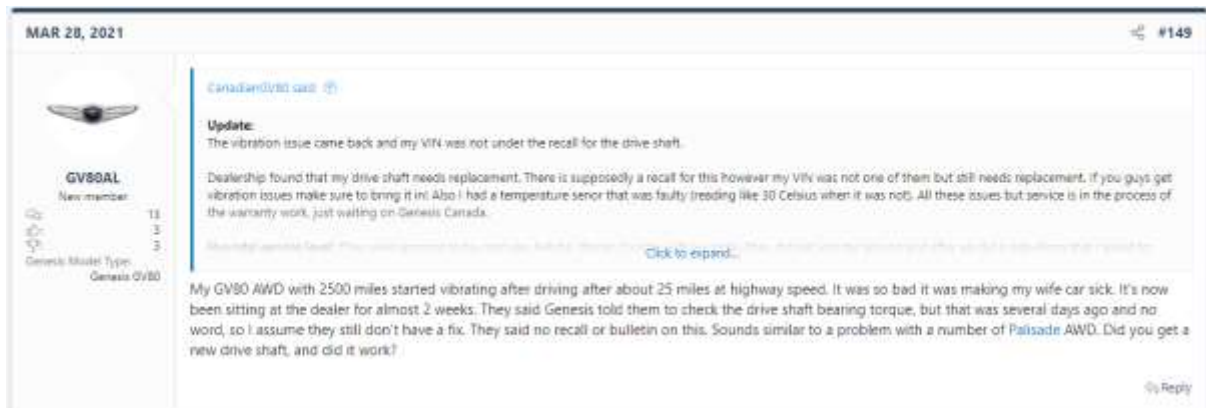 MAR 28, 2021
#149
GV80AL
New member
13
3
3
Genesis Model Type:
Genesis GV80
CanadianGV80 said:
Update:
The vibration issue came back and my VIN was not under the recall for the drive shaft.
Dealership found that my drive shaft needs replacement. There is supposedly a recall for this however my VIN was not one of them but still needs replacement. If you guys get
vibration issues make sure to bring it in! Also I had a temperature senor that was faulty (reading like 30 Celsius when it was not). All these issues but service is in the process of
the warranty work, just waiting on Genesis Canada.
Click to expand...
My GV80 AWD with 2500 miles started vibrating after driving after about 25 miles at highway speed. It was so bad it was making my wife car sick. It's now
been sitting at the dealer for almost 2 weeks. They said Genesis told them to check the drive shaft bearing torque, but that was several days ago and no
word, so I assume they still don't have a fix. They said no recall or bulletin on this. Sounds similar to a problem with a number of Palisade AWD. Did you get a
new drive shaft, and did it work?
Reply